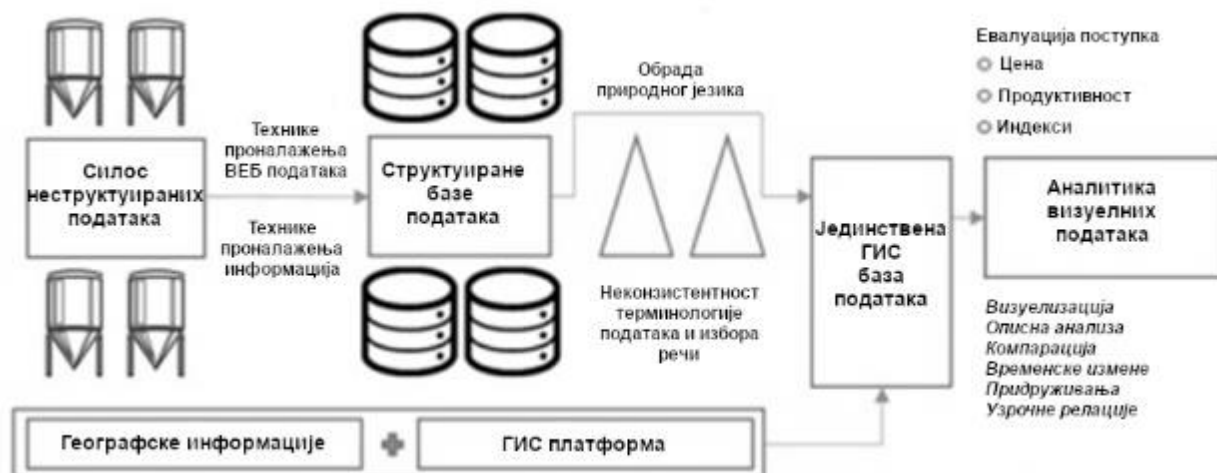 Силос
неструктуираних
података
Технике
проналажења
ВЕБ података
Технике
проналажења
информација
Структуиране
базе
података
Обрада
природног језика
Неконзистентност
терминологије
података и избора
речи
Јединствена
ГИС
база
података
Евалуација поступка
Цена
Продуктивност
Индекси
Аналитика
визуелних
података
Визуелизација
Описна анализа
Компарација
Временске измене
Придруживања
Узрочне релације
Географске информације
ГИС платформа